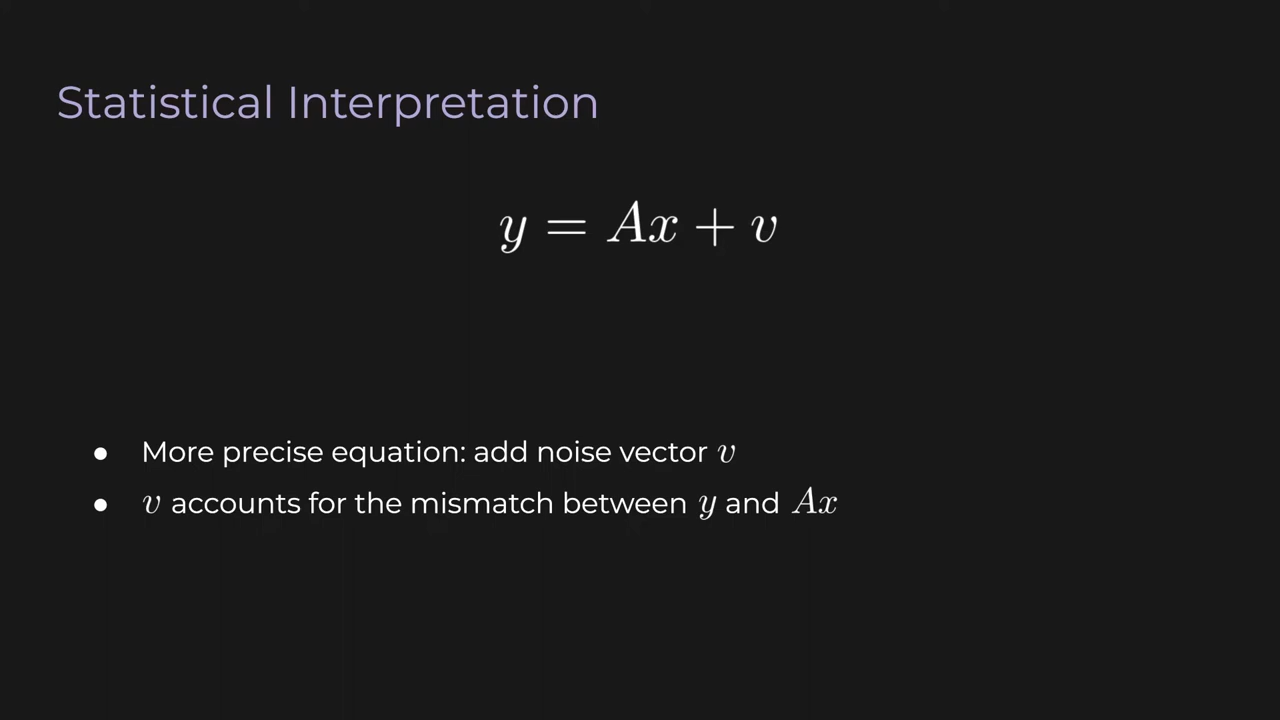 Statistical Interpretation
y = Ax + v
● More precise equation: add noise vector v
● v accounts for the mismatch between y and Ax